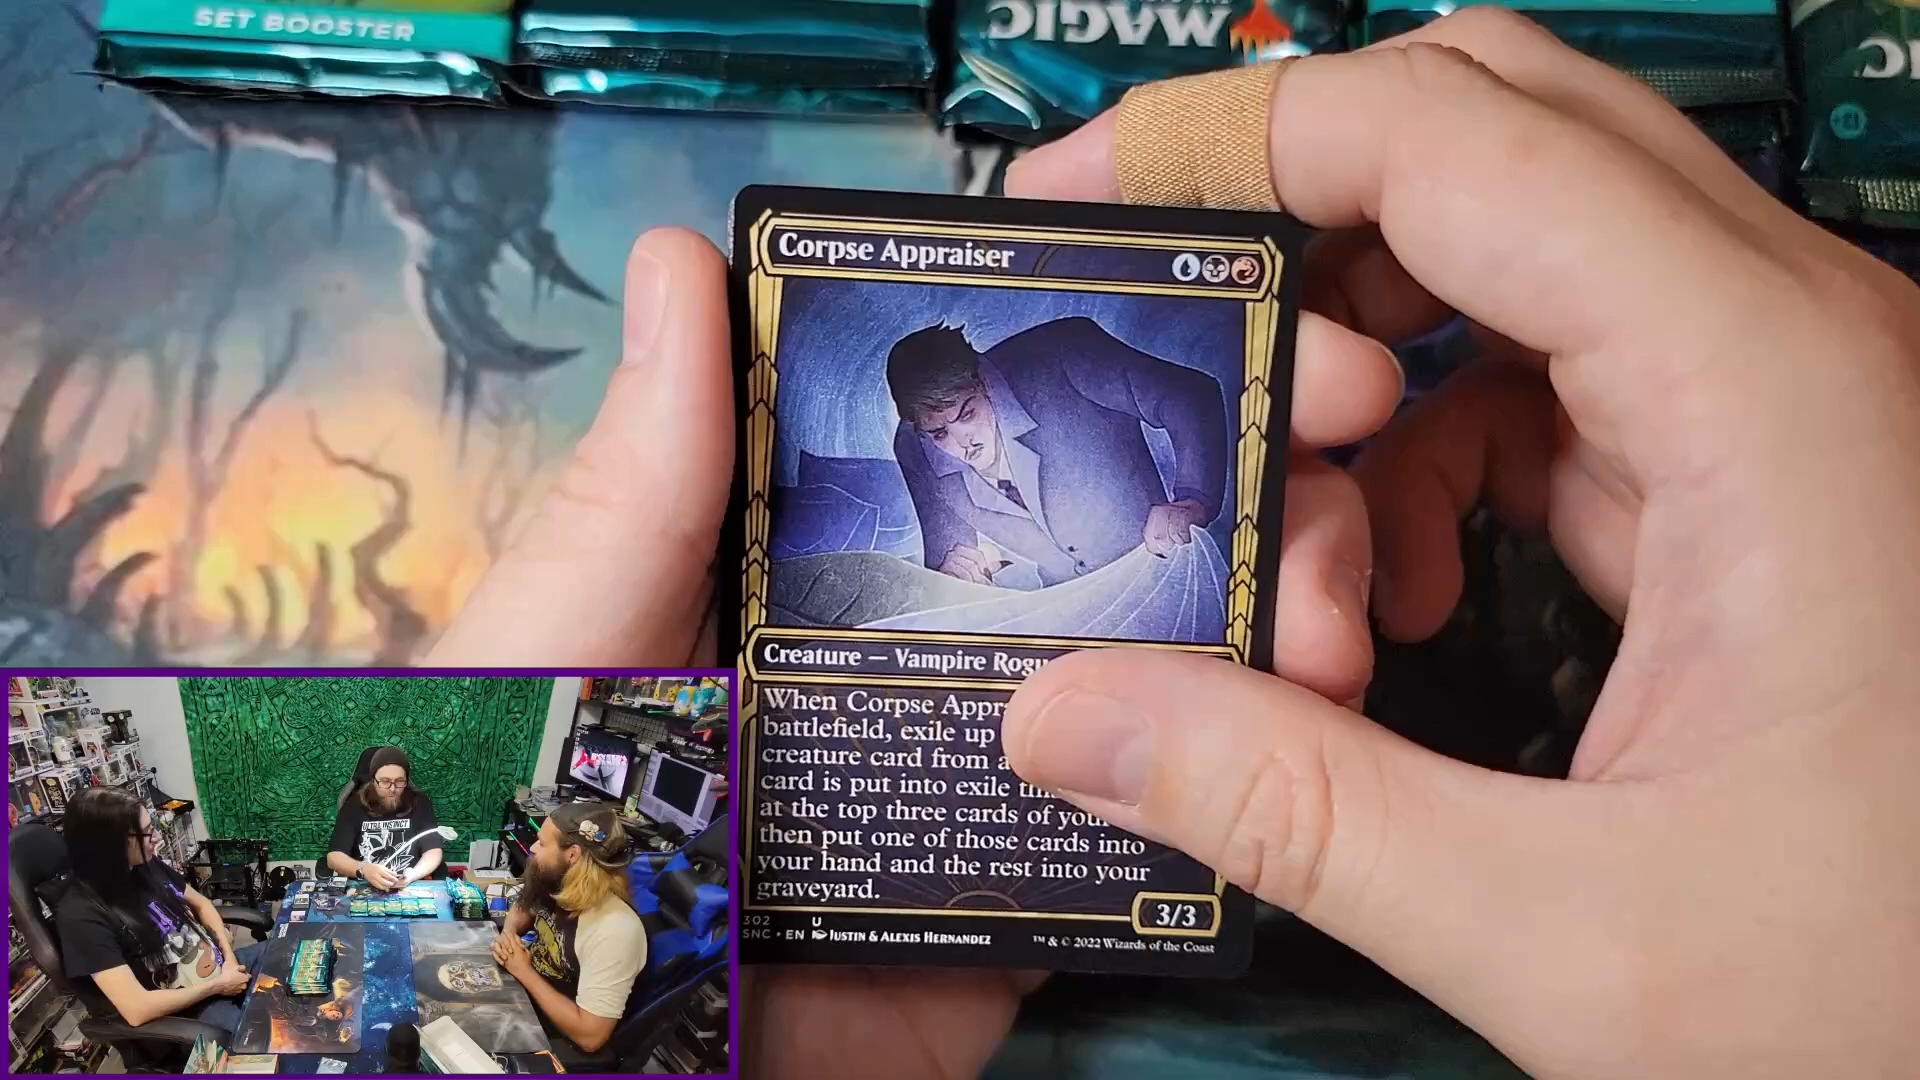 SET BOOSTER
MAGIC
Corpse Appraiser
Creature — Vampire Rogu
When Corpse Appr
battlefield, exile up
creature card from a
card is put into exile
at the top three cards of
then put one of those cards into
your hand and the rest into your
graveyard.
3/3
302 U
SNC • EN JUSTIN & ALEXIS HERNANDEZ ™ & © 2022 Wizards of the Coast
ULTRA INSTINCT